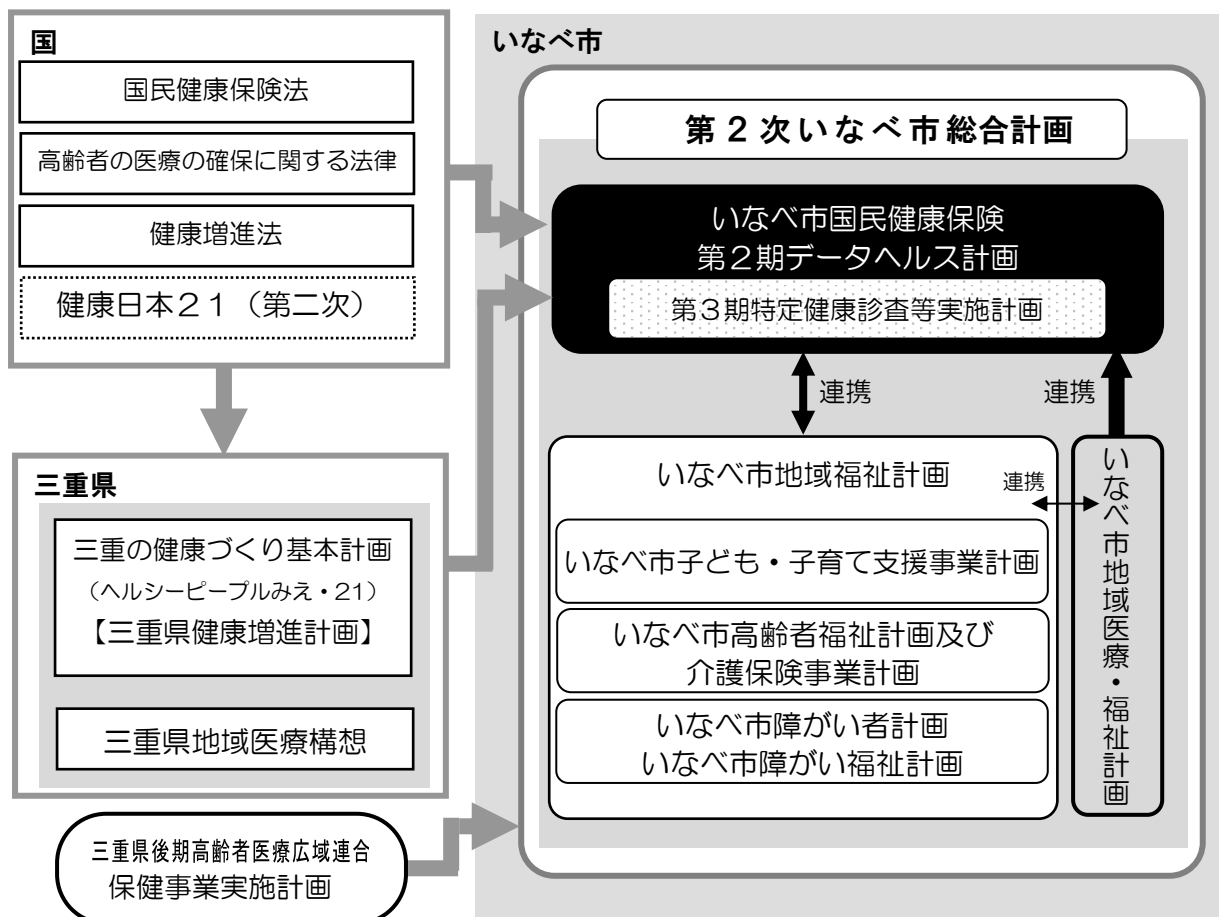 国
国民健康保険法
高齢者の医療の確保に関する法律
健康増進法
健康日本２１（第二次）
三重県
三重の健康づくり基本計画
（ヘルシーピープルみえ・21）
【三重県健康増進計画】
三重県地域医療構想
三重県後期高齢者医療広域連合
保健事業実施計画
いなべ市
第２次いなべ市総合計画
いなべ市国民健康保険
第２期データヘルス計画
第３期特定健康診査等実施計画
連携
連携
いなべ市地域福祉計画
連携
いなべ市子ども・子育て支援事業計画
いなべ市高齢者福祉計画及び
介護保険事業計画
いなべ市障がい者計画
いなべ市障がい福祉計画
いなべ市地域医療・福祉計画